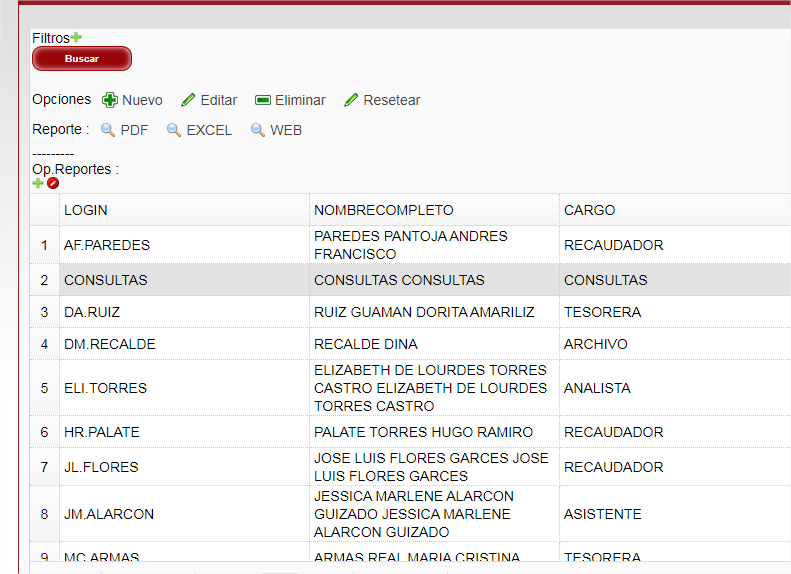 Filtros
Buscar
Opciones Nuevo Editar Eliminar Resetear
Reporte : PDF EXCEL WEB
---------
Op.Reportes :
LOGIN NOMBRECOMPLETO CARGO
1 AF.PAREDES PAREDES PANTOJA ANDRES FRANCISCO RECAUDADOR
2 CONSULTAS CONSULTAS CONSULTAS CONSULTAS
3 DA.RUIZ RUIZ GUAMAN DORITA AMARILIZ TESORERA
4 DM.RECALDE RECALDE DINA ARCHIVO
5 ELI.TORRES ELIZABETH DE LOURDES TORRES CASTRO ELIZABETH DE LOURDES TORRES CASTRO ANALISTA
6 HR.PALATE PALATE TORRES HUGO RAMIRO RECAUDADOR
7 JL.FLORES JOSE LUIS FLORES GARCES JOSE LUIS FLORES GARCES RECAUDADOR
8 JM.ALARCON JESSICA MARLENE ALARCON GUIZADO JESSICA MARLENE ALARCON GUIZADO ASISTENTE
9 MC.ARMAS ARMAS REAL MARIA CRISTINA TESORERA